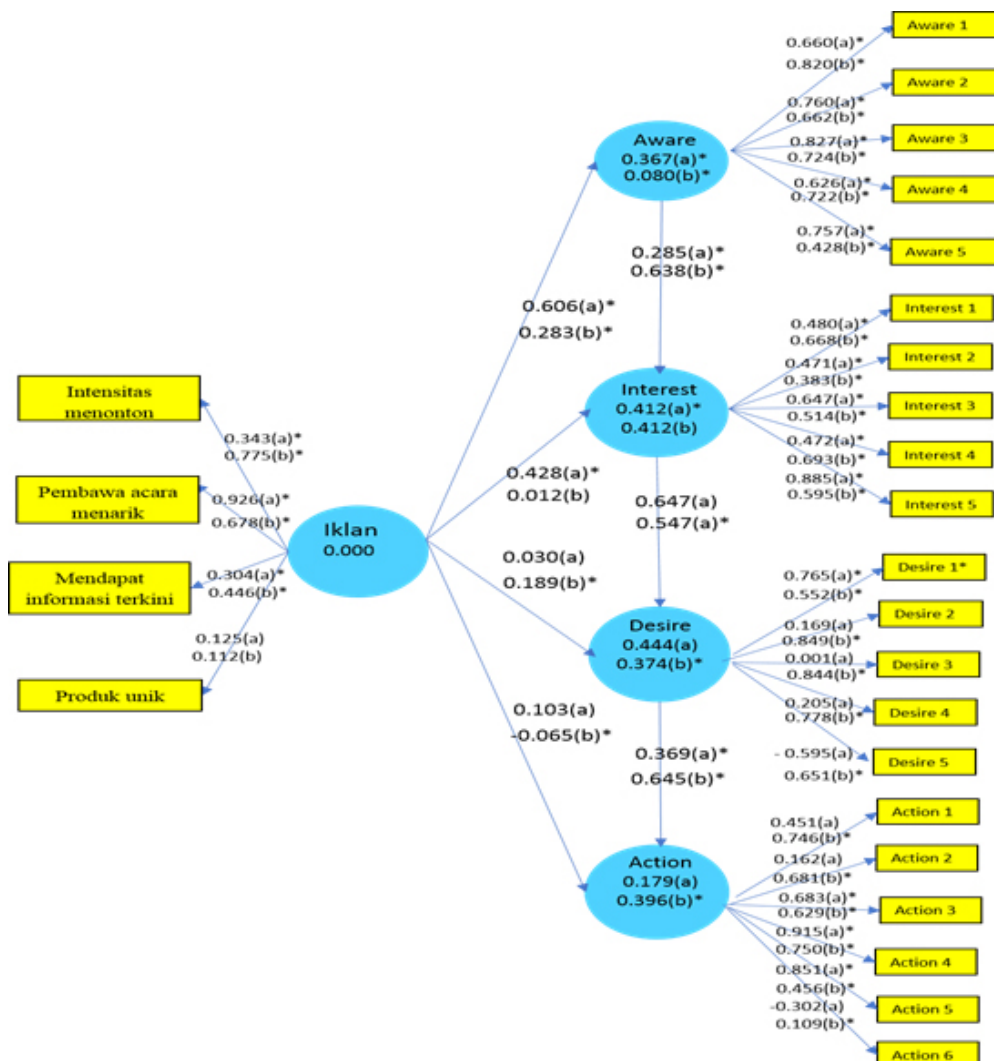 Intensitas
menonton
Pembawa acara
menarik
Mendapat
informasi terkini
Produk unik
0.343(a)*
0.775(b)*
0.926(a)*
0.678(b)*
0.304(a)*
0.446(b)*
0.125(a)
0.112(b)
Iklan
0.000
0.606(a)*
0.283(b)*
0.428(a)*
0.012(b)
0.030(a)
0.189(b)*
0.103(a)
-0.065(b)*
Aware
0.367(a)*
0.080(b)*
0.285(a)*
0.638(b)*
Interest
0.412(a)*
0.412(b)
0.647(a)
0.547(a)*
Desire
0.444(a)
0.374(b)*
0.369(a)*
0.645(b)*
Action
0.179(a)
0.396(b)*
0.660(a)*
0.820(b)*
0.760(a)*
0.662(b)*
0.827(a)*
0.724(b)*
0.626(a)*
0.722(b)*
0.757(a)*
0.428(b)*
Aware 1
Aware 2
Aware 3
Aware 4
Aware 5
0.480(a)*
0.668(b)*
0.471(a)*
0.383(b)*
0.647(a)*
0.514(b)*
0.472(a)*
0.693(b)*
0.885(a)*
0.595(b)*
Interest 1
Interest 2
Interest 3
Interest 4
Interest 5
0.765(a)*
0.552(b)*
0.169(a)
0.849(b)*
0.001(a)
0.844(b)*
0.205(a)
0.778(b)*
- 0.595(a)
0.651(b)*
Desire 1*
Desire 2
Desire 3
Desire 4
Desire 5
0.451(a)
0.746(b)*
0.162(a)
0.681(b)*
0.683(a)*
0.629(b)*
0.915(a)*
0.750(b)*
0.851(a)*
0.456(b)*
-0.302(a)
0.109(b)*
Action 1
Action 2
Action 3
Action 4
Action 5
Action 6